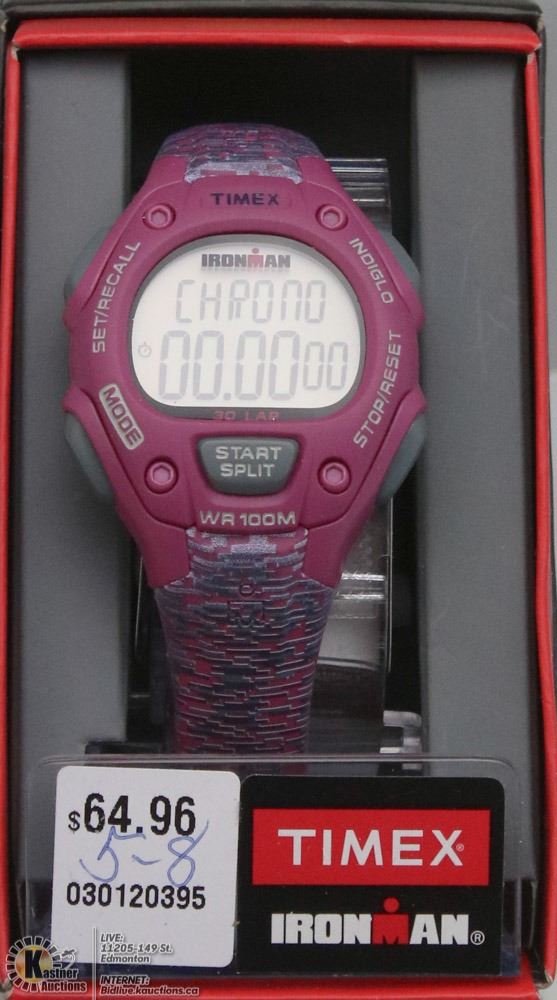 TIMEX
IRONMAN
SET/RECALL
INDIGLO
CHRONO
00.0000
30 LAP
MODE
STOP/RESET
START
SPLIT
WR 100M
$64.96
5-8
030120395
TIMEX®
IRONMAN®
Kastner
Auctions
LIVE:
11205-149 St.
Edmonton
INTERNET:
Bidlive.kauctions.ca